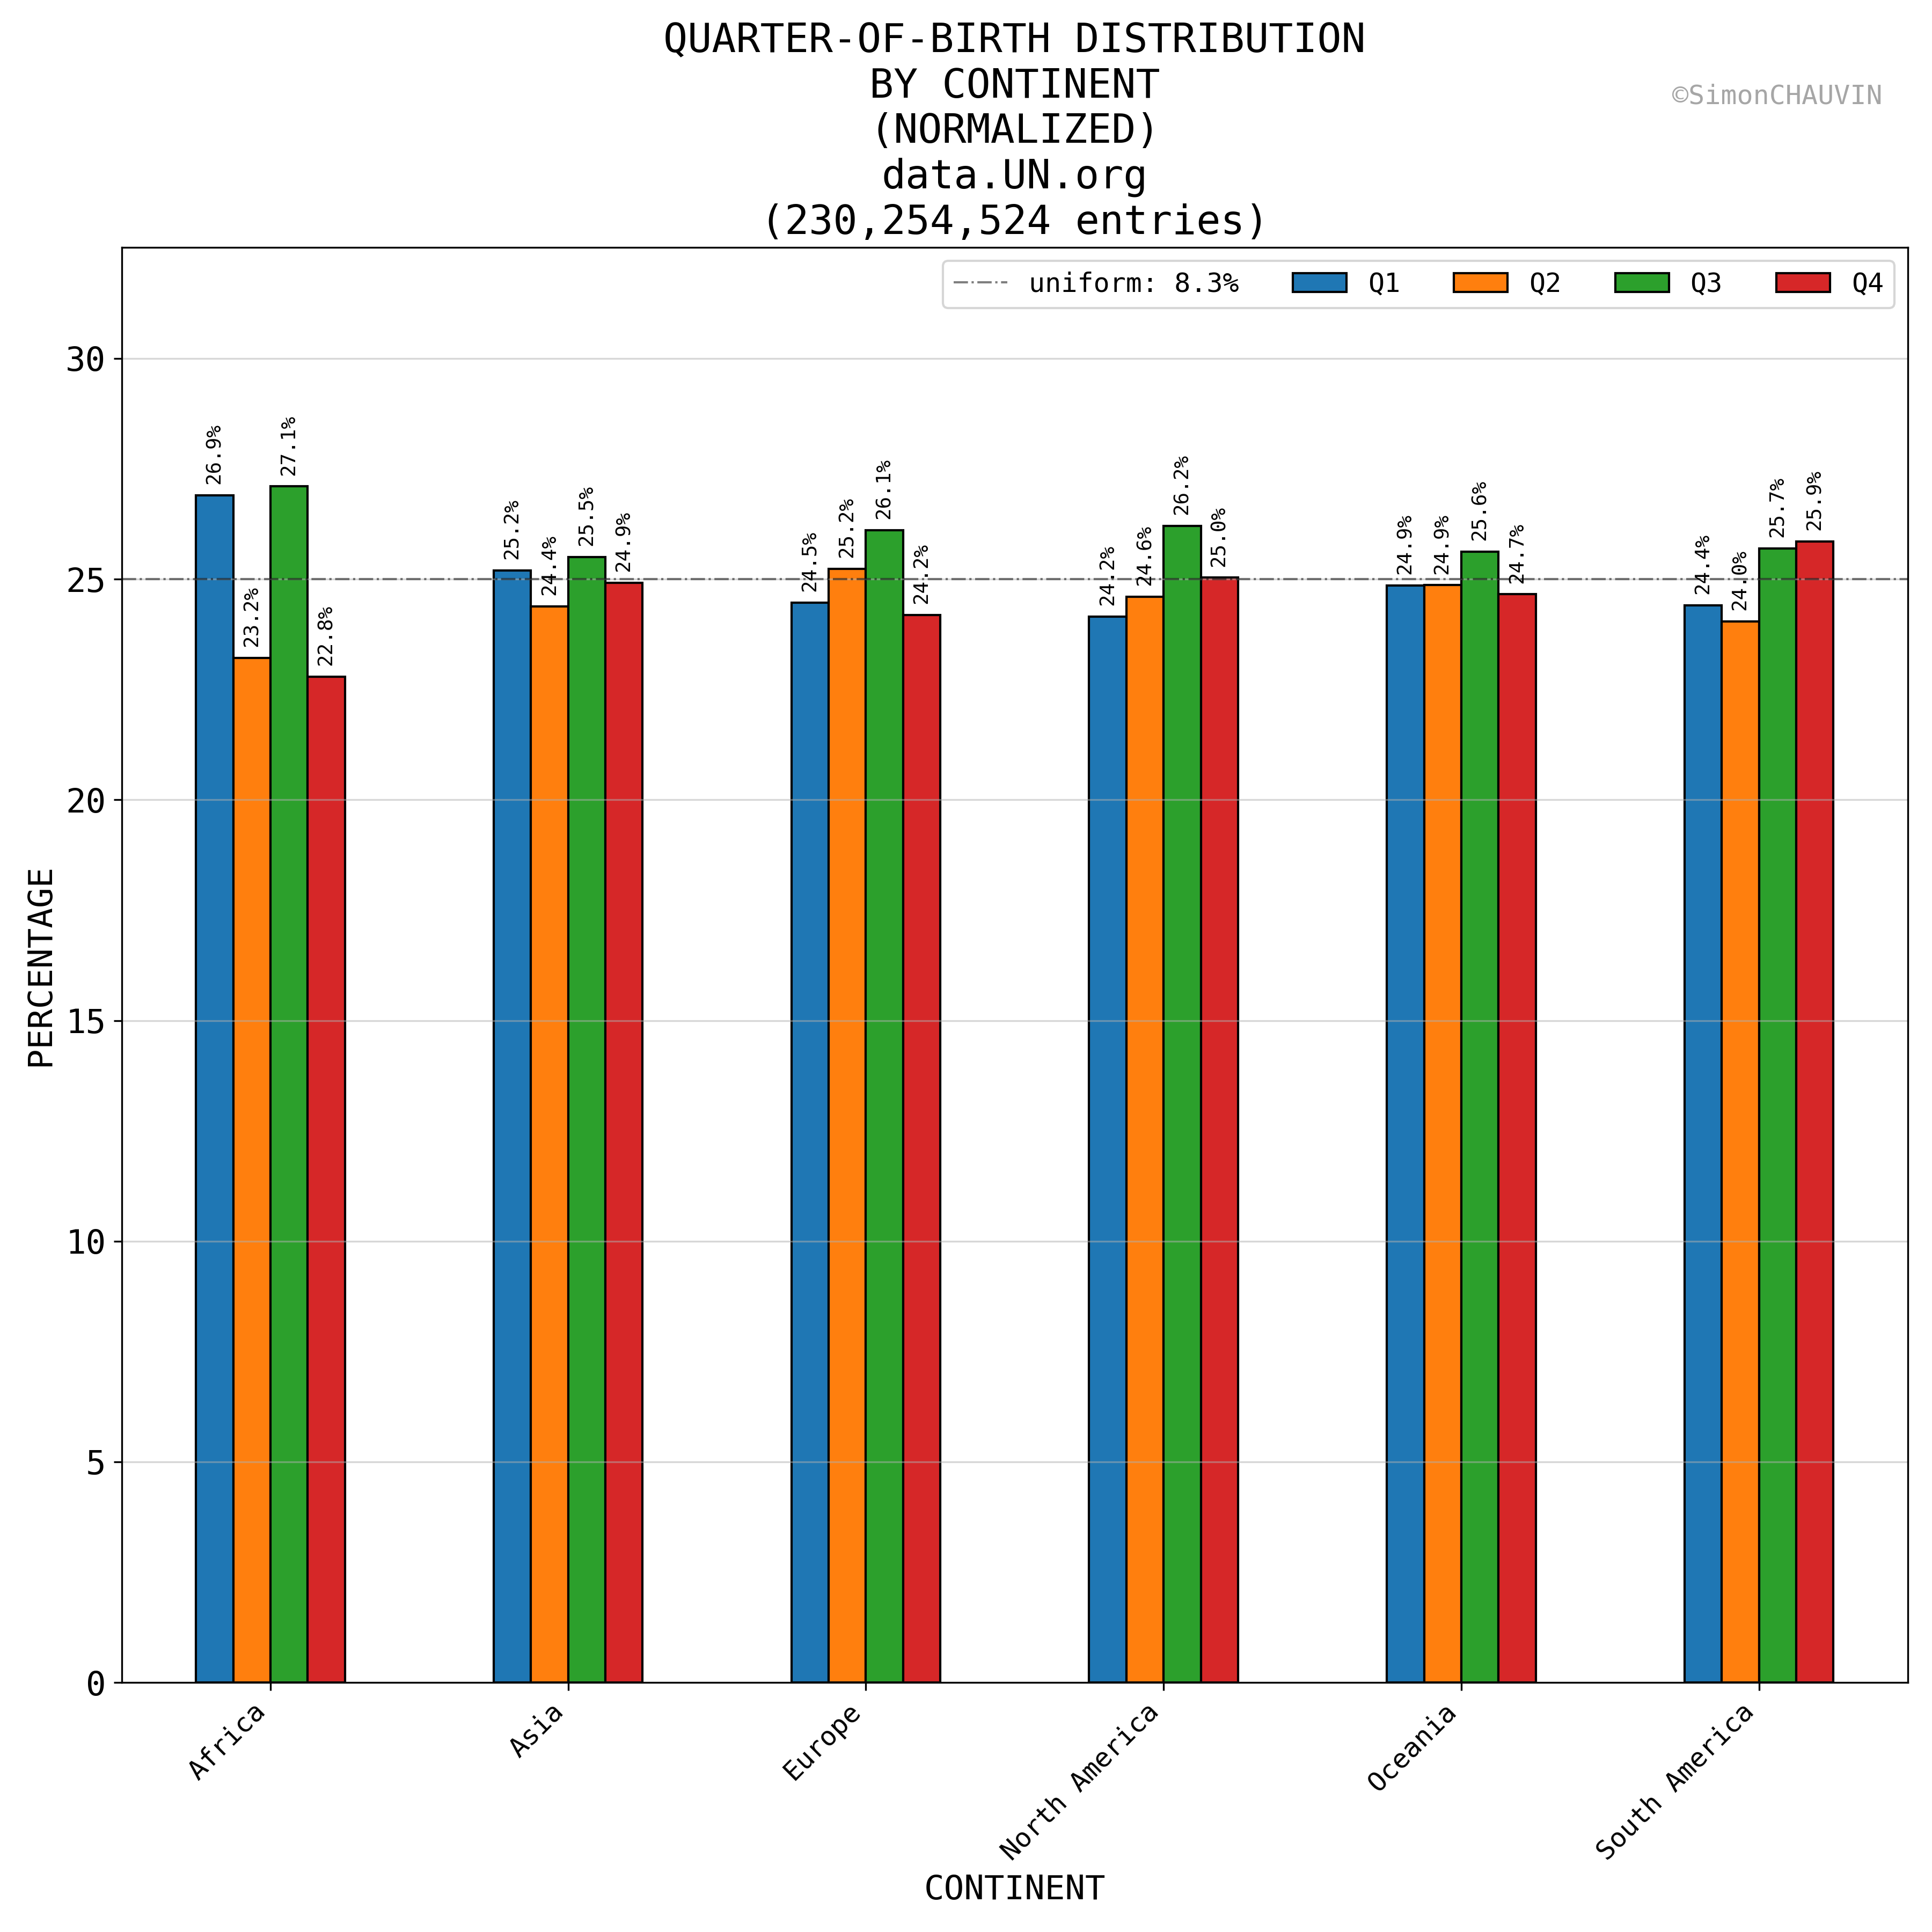 QUARTER-OF-BIRTH DISTRIBUTION
BY CONTINENT
(NORMALIZED)
data.UN.org
(230,254,524 entries)
©SimonCHAUVIN
uniform: 8.3% Q1 Q2 Q3 Q4
PERCENTAGE
30
25
20
15
10
5
0
26.9% 23.2% 27.1% 22.8%
25.2% 24.4% 25.5% 24.9%
24.5% 25.2% 26.1% 24.2%
24.2% 24.6% 26.2% 25.0%
24.9% 24.9% 25.6% 24.7%
24.4% 24.0% 25.7% 25.9%
Africa
Asia
Europe
North America
Oceania
South America
CONTINENT